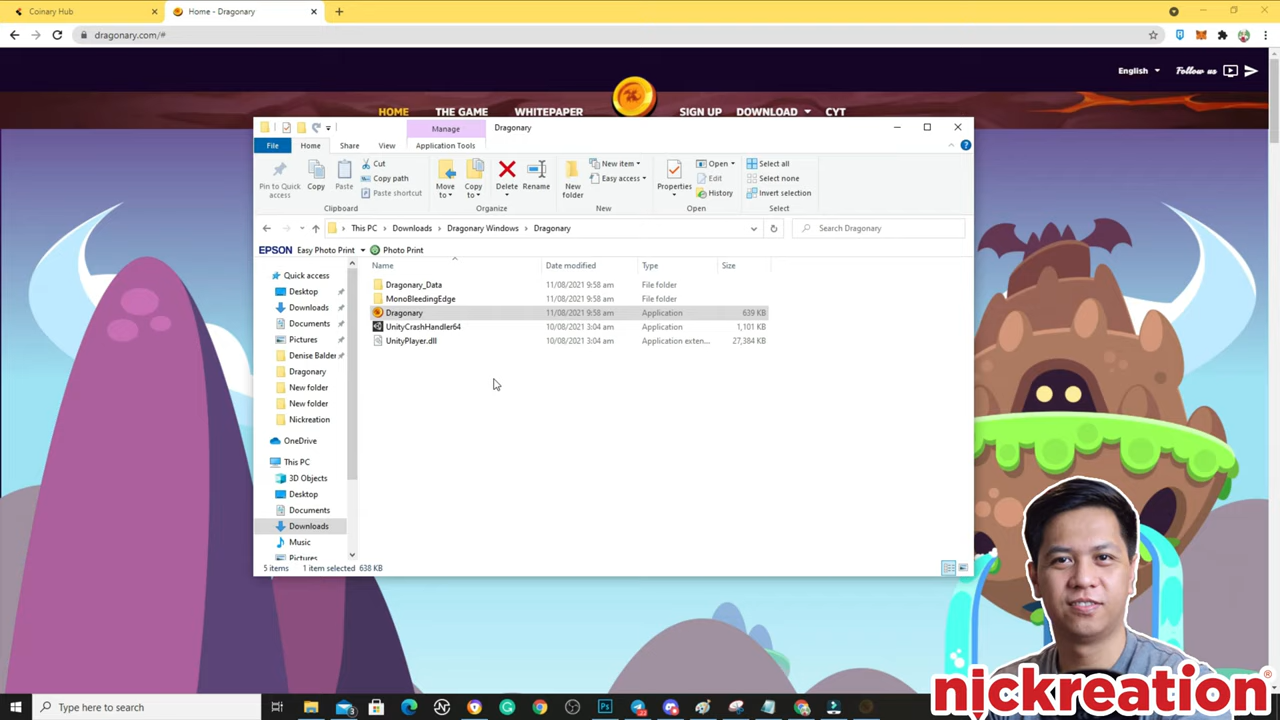 Coinary Hub
Home - Dragonary
dragonary.com/#
English
Follow us
HOME THE GAME WHITEPAPER SIGN UP DOWNLOAD CYT
Manage
Dragonary
File Home Share View Application Tools
Pin to Quick access
Copy
Paste
Cut
Copy path
Paste shortcut
Clipboard
Move to
Copy to
Delete
Rename
Organize
New folder
New item
Easy access
New
Properties
Open
Edit
History
Open
Select all
Select none
Invert selection
Select
This PC > Downloads > Dragonary Windows > Dragonary
Search Dragonary
EPSON Easy Photo Print Photo Print
Name Date modified Type Size
Dragonary_Data 11/08/2021 9:58 am File folder
MonoBleedingEdge 11/08/2021 9:58 am File folder
Dragonary 11/08/2021 9:58 am Application 639 KB
UnityCrashHandler64 10/08/2021 3:04 am Application 1,101 KB
UnityPlayer.dll 10/08/2021 3:04 am Application exten... 27,384 KB
Quick access
Desktop
Downloads
Documents
Pictures
Denise Balder
Dragonary
New folder
New folder
Nickreation
OneDrive
This PC
3D Objects
Desktop
Documents
Downloads
Music
Pictures
5 items 1 item selected 638 KB
nickreation®
Type here to search